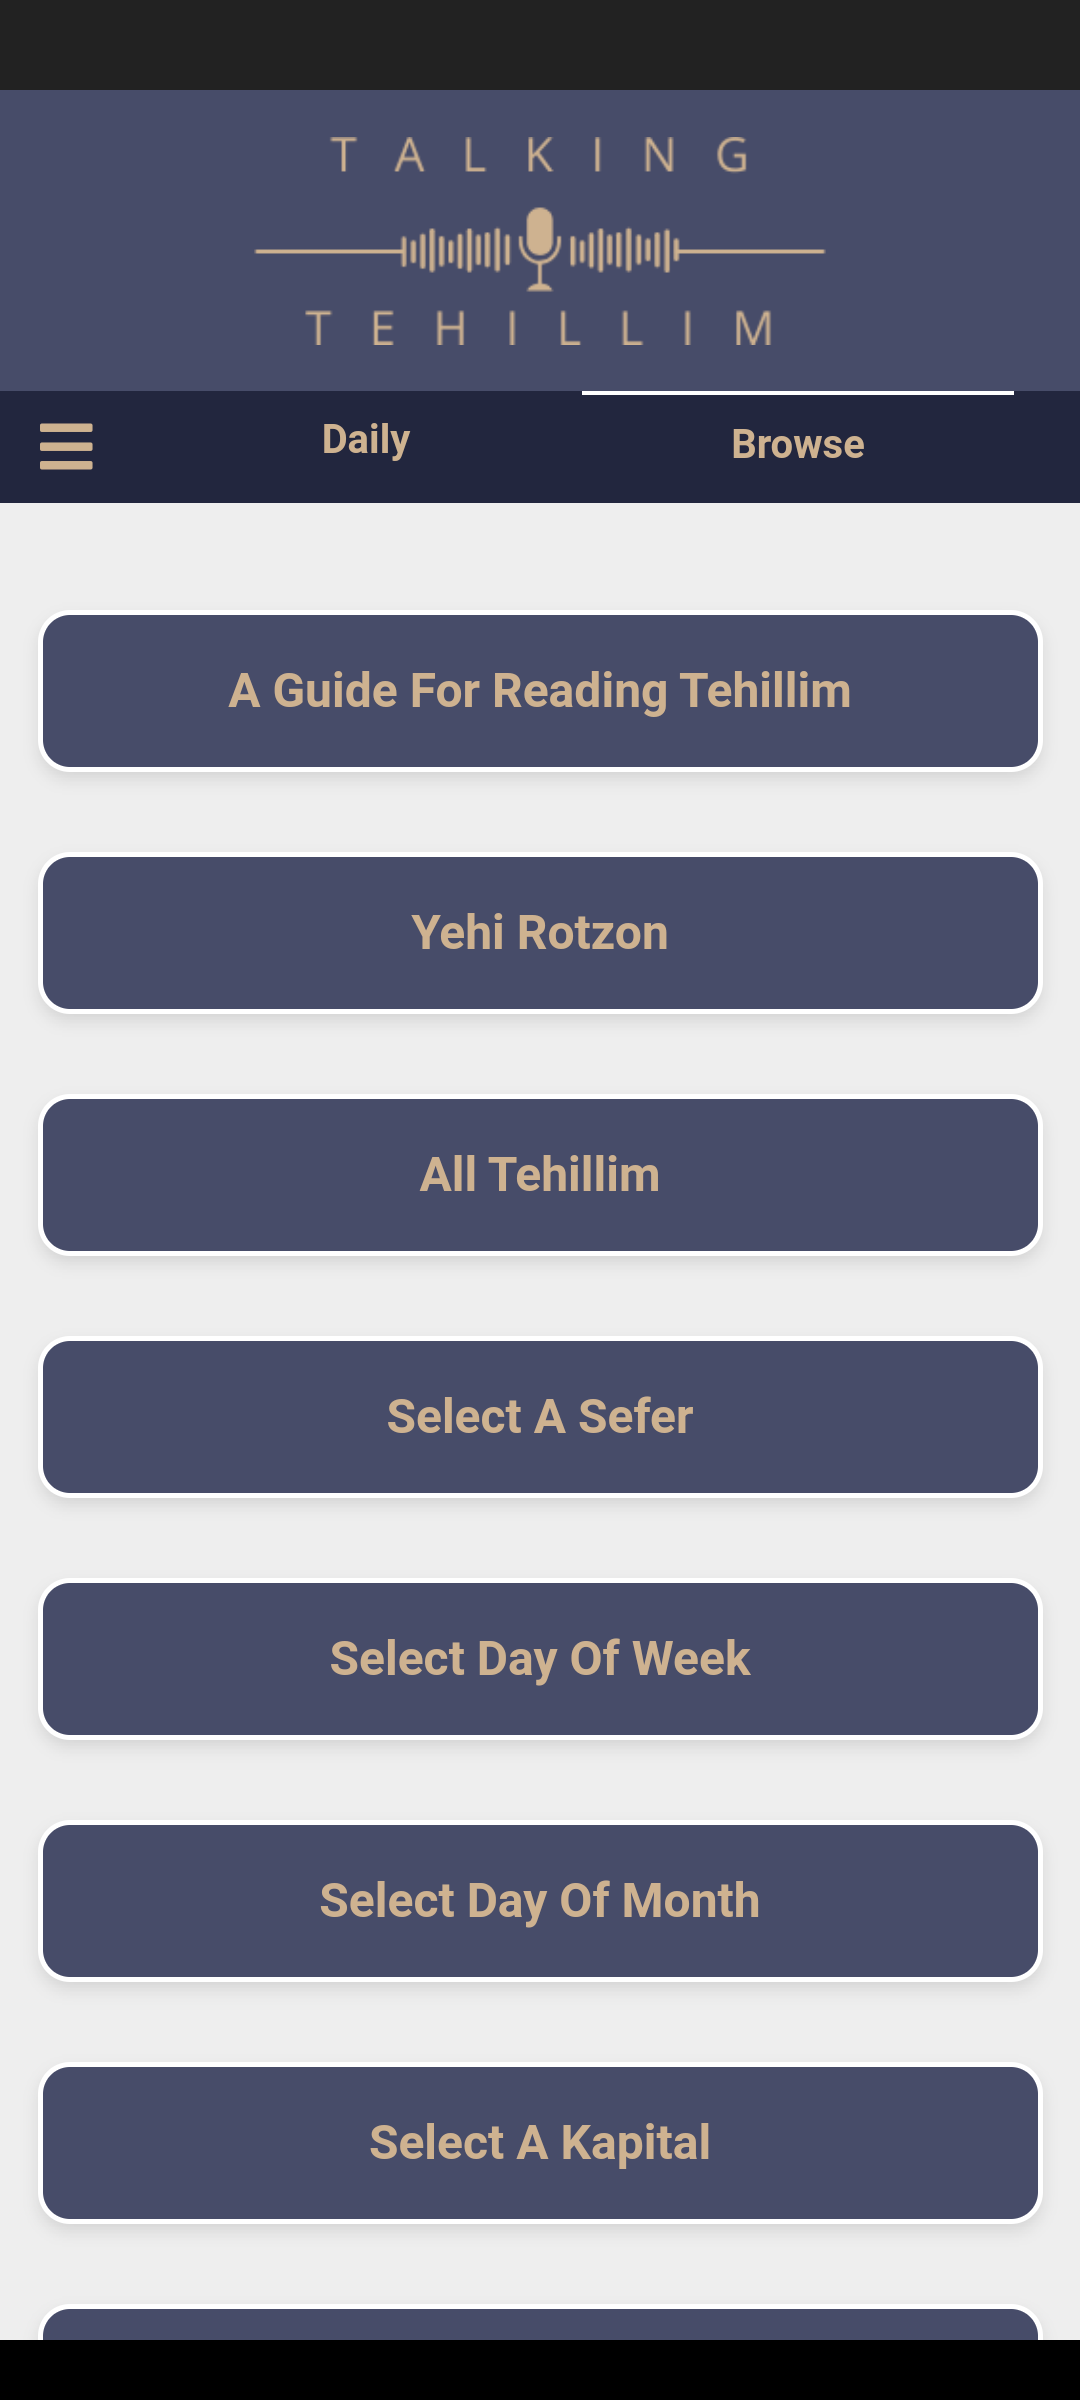 TALKING
TEHILLIM
Daily
Browse
A Guide For Reading Tehillim
Yehi Rotzon
All Tehillim
Select A Sefer
Select Day Of Week
Select Day Of Month
Select A Kapital